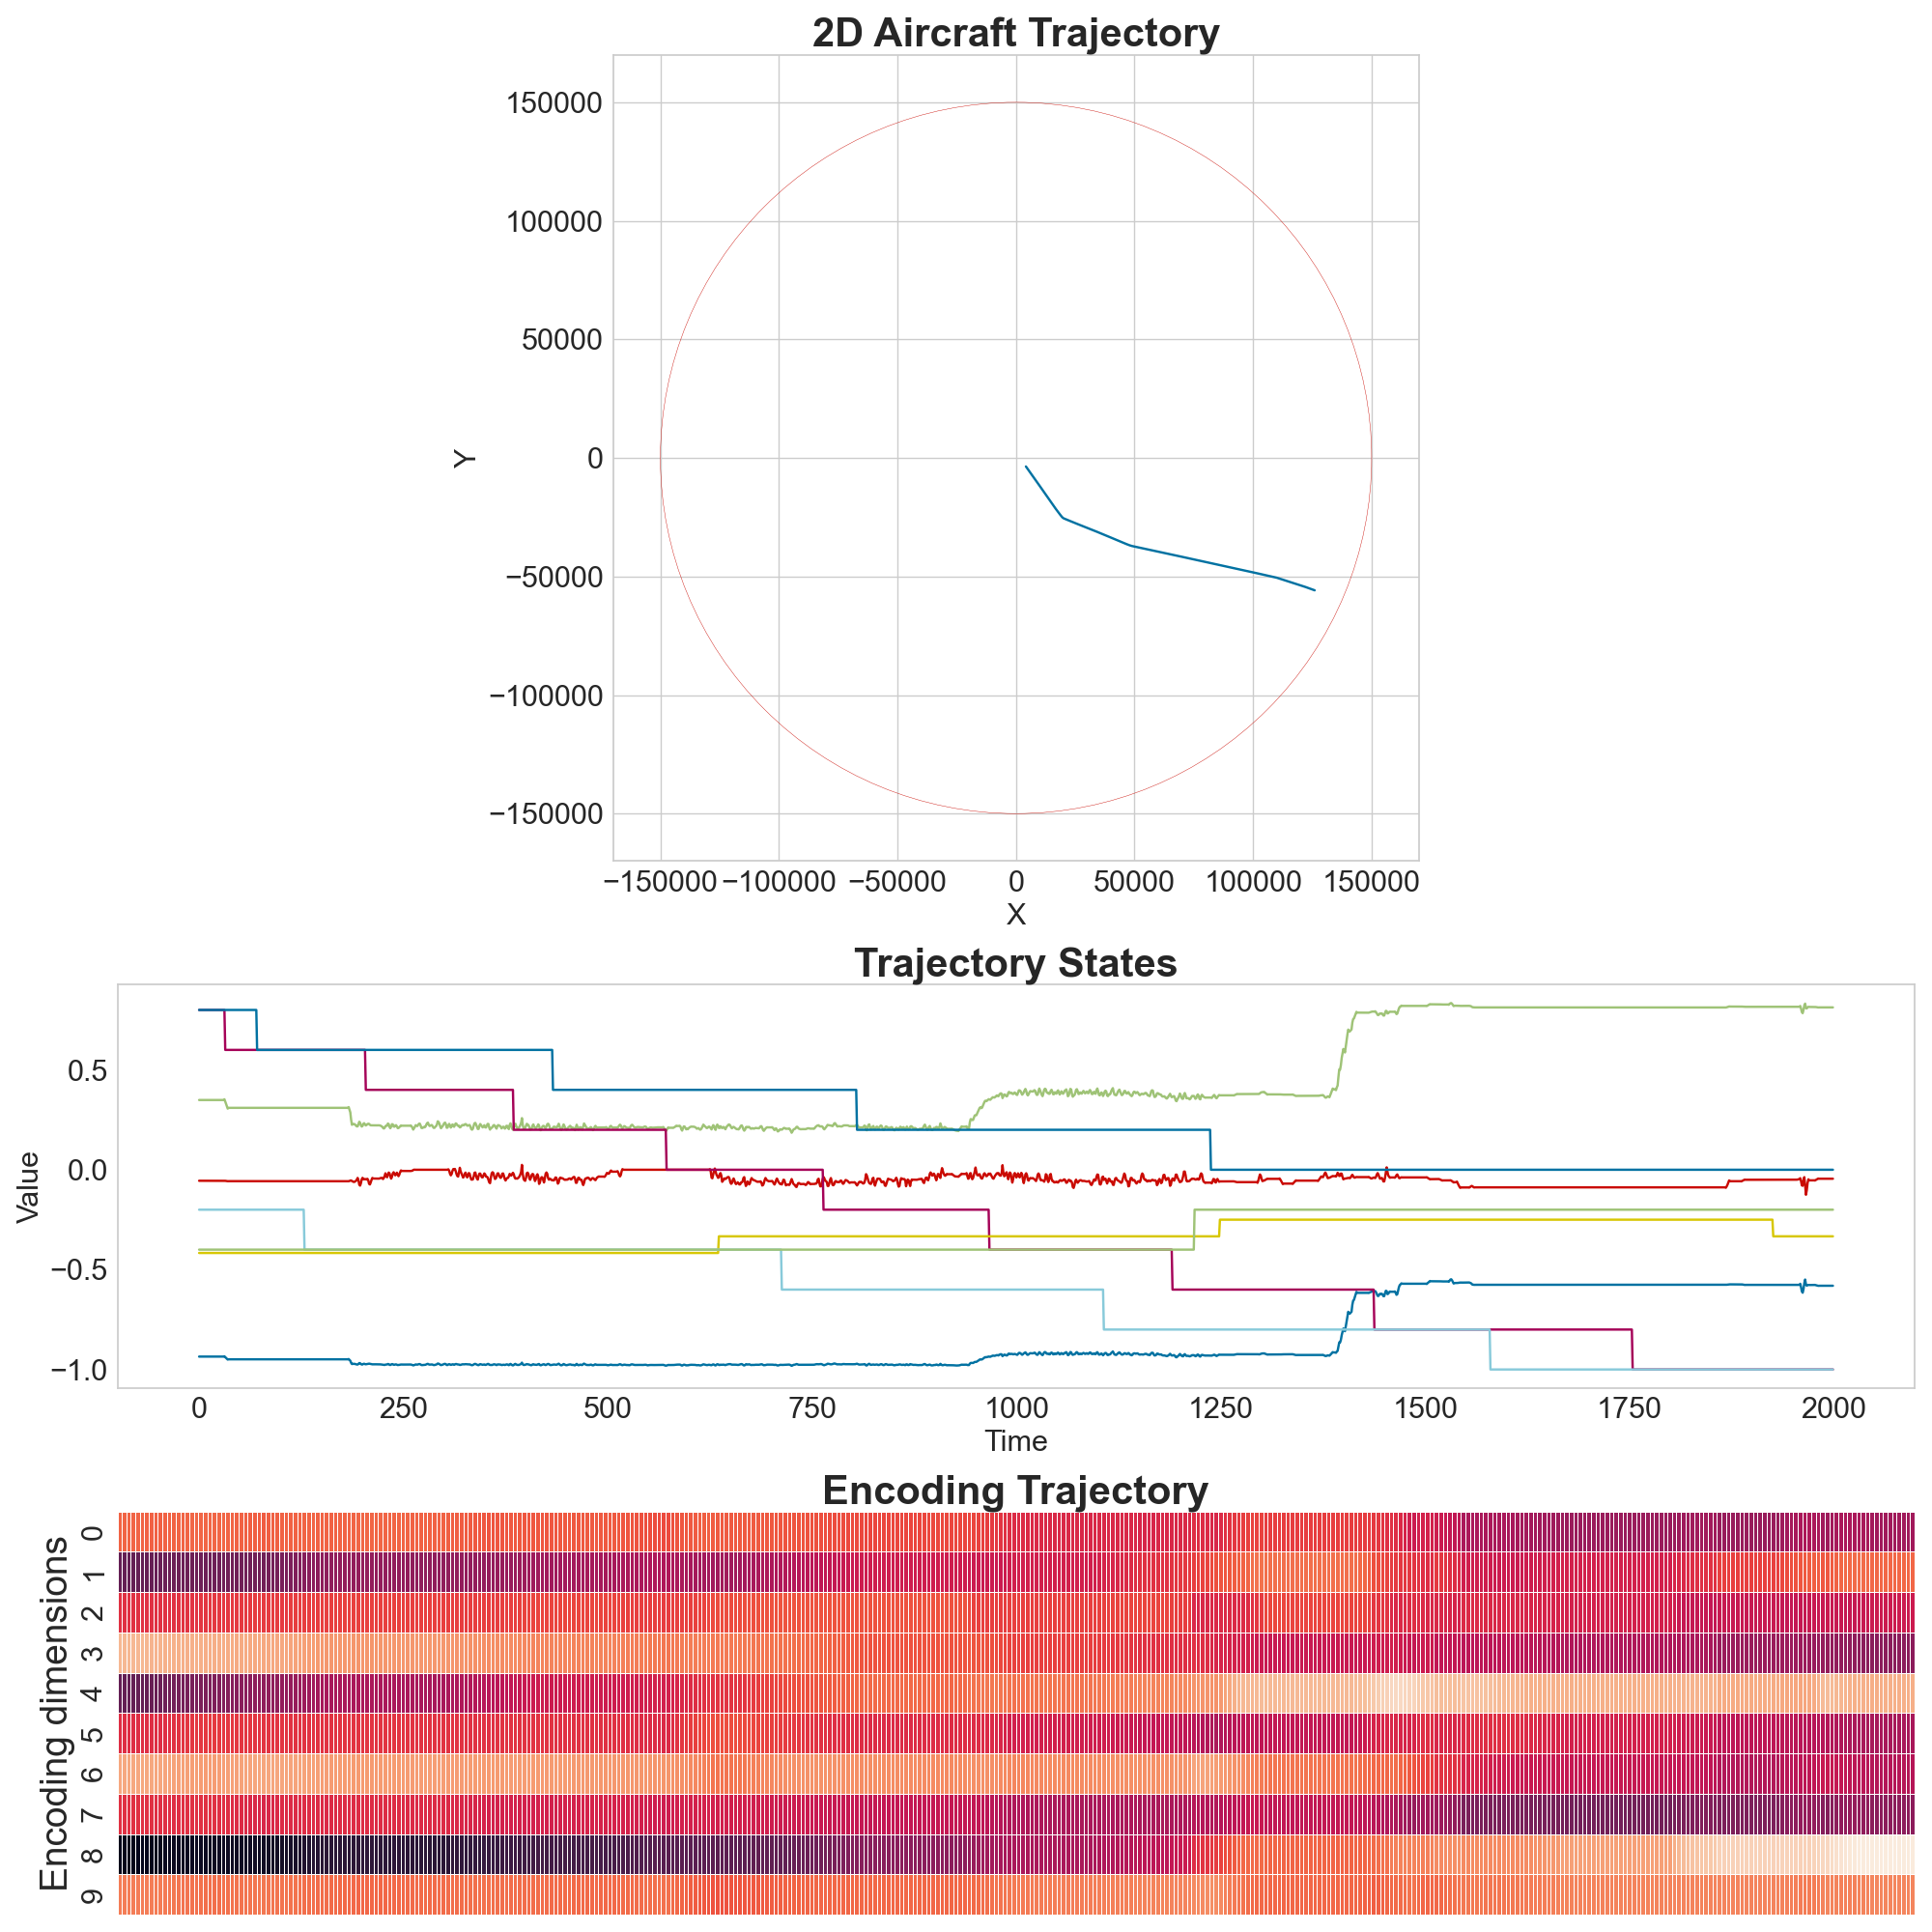 2D Aircraft Trajectory
150000
100000
50000
0
−50000
−100000
−150000
Y
−150000 −100000 −50000 0 50000 100000 150000
X
Trajectory States
0.5
0.0
−0.5
−1.0
Value
0 250 500 750 1000 1250 1500 1750 2000
Time
Encoding Trajectory
Encoding dimensions
0
1
2
3
4
5
6
7
8
9